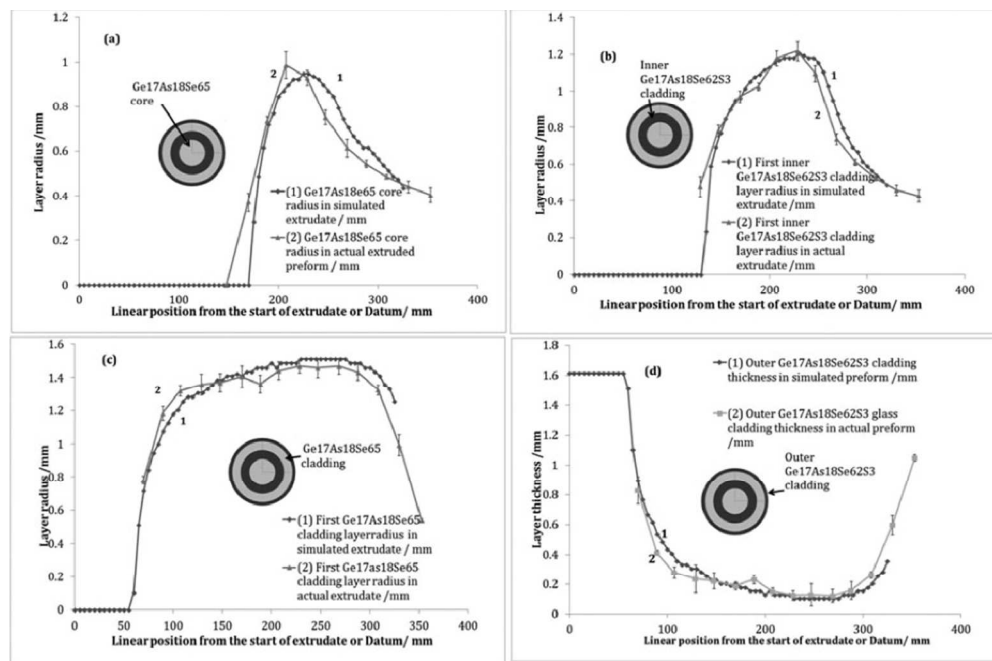 (a)
Layer radius /mm
1.2
1
0.8
0.6
0.4
0.2
0
Ge17As18Se65
core
2
1
(1) Ge17As18e65 core
radius in simulated
extrudate / mm
(2) Ge17As18Se65 core
radius in actual extruded
preform / mm
0
100
200
300
400
Linear position from the start of extrudate or Datum/ mm
(b)
Layer radius/mm
1.4
1.2
1
0.8
0.6
0.4
0.2
0
Inner
Ge17As18Se62S3
cladding
1
2
(1) First inner
Ge17As18Se62S3 cladding
layer radius in simulated
extrudate/mm
(2) First inner
Ge17As18Se62S3 cladding
layer radius in actual
extrudate/mm
0
100
200
300
400
Linear position from the start of extrudate or Datum/ mm
(c)
Layer radius/mm
1.6
1.4
1.2
1
0.8
0.6
0.4
0.2
0
2
1
Ge17As18Se65
cladding
(1) First Ge17As18Se65
cladding layerradius in
simulated extrudate / mm
(2) First Ge17as18Se65
cladding layer radius in
actual extrudate/mm
0
50
100
150
200
250
300
350
400
Linear position from the start of extrudate or Datum/ mm
(d)
Layer thickness/mm
1.8
1.6
1.4
1.2
1
0.8
0.6
0.4
0.2
0
(1) Outer Ge17As18Se62S3 cladding
thickness in simulated preform /mm
(2) Outer Ge17As18Se62S3 glass
cladding thickness in actual preform
/mm
Outer
Ge17As18Se62S3
cladding
1
2
0
100
200
300
400
Linear position from the start of extrudate or Datum/ mm